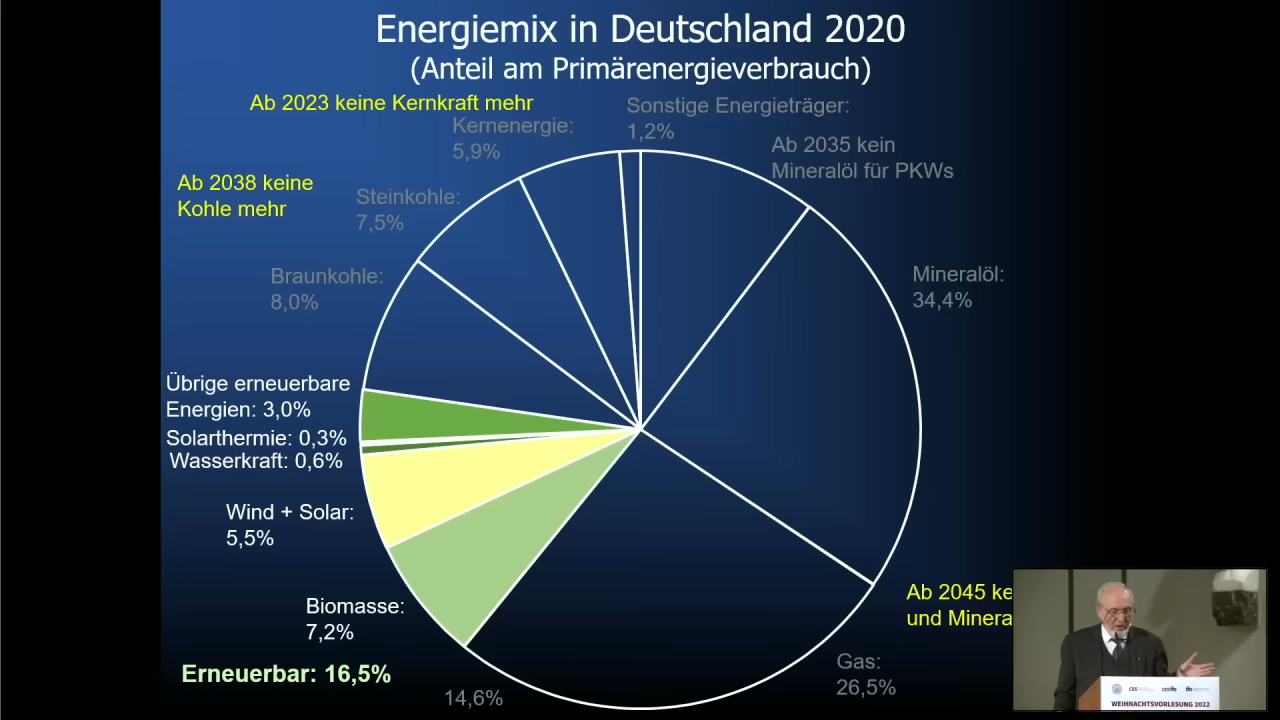 Energiemix in Deutschland 2020
(Anteil am Primärenergieverbrauch)
Ab 2023 keine Kernkraft mehr
Kernenergie:
5,9%
Sonstige Energieträger:
1,2%
Ab 2035 kein
Mineralöl für PKWs
Ab 2038 keine
Kohle mehr
Steinkohle:
7,5%
Braunkohle:
8,0%
Mineralöl:
34,4%
Übrige erneuerbare
Energien: 3,0%
Solarthermie: 0,3%
Wasserkraft: 0,6%
Wind + Solar:
5,5%
Biomasse:
7,2%
Erneuerbar: 16,5%
14,6%
Gas:
26,5%
Ab 2045 ke
und Minera
CES
cesifo
ifo
WEIHNACHTSVORLESUNG 2022